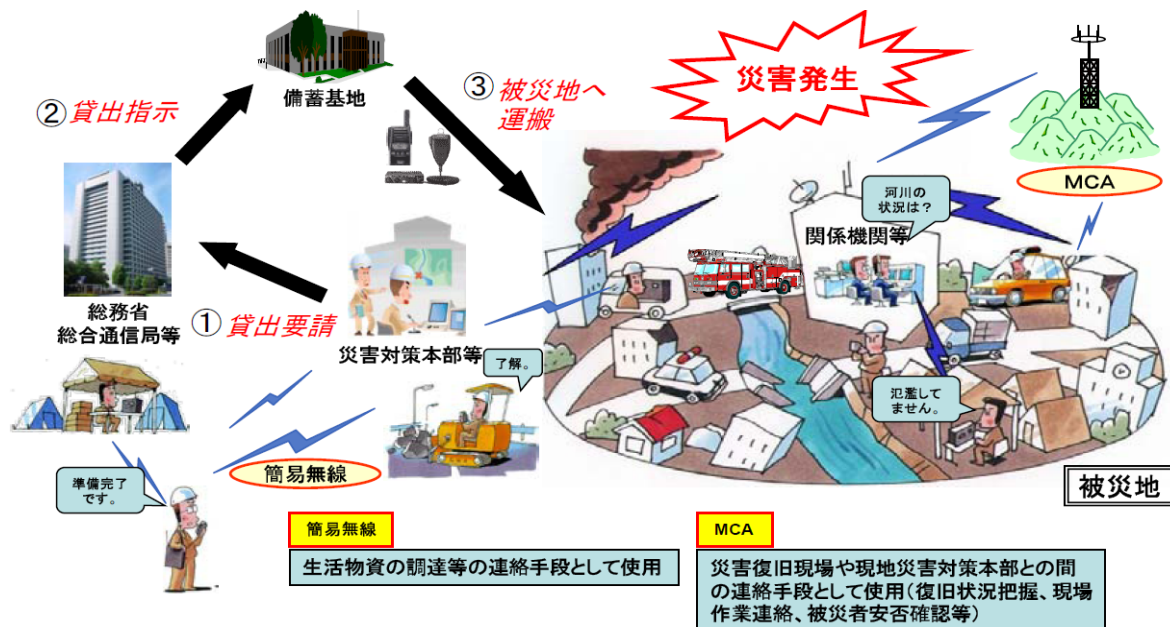 災害発生
備蓄基地
② 貸出指示
③ 被災地へ
運搬
MCA
河川の
状況は?
関係機関等
総務省
総合通信局等
① 貸出要請
災害対策本部等
了解。
氾濫して
ません。
簡易無線
準備完了
です。
被災地
簡易無線
生活物資の調達等の連絡手段として使用
MCA
災害復旧現場や現地災害対策本部との間
の連絡手段として使用(復旧状況把握、現場
作業連絡、被災者安否確認等)